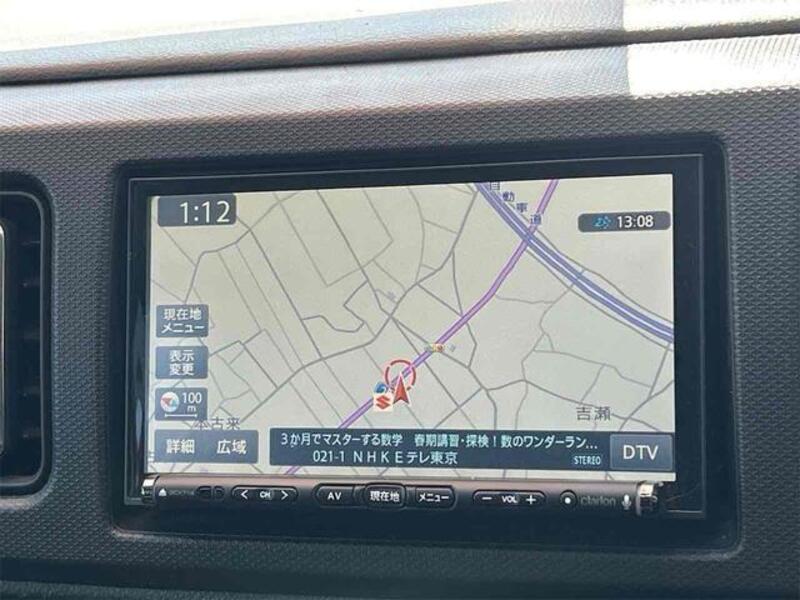 1:12
自動車道
13:08
現在地
メニュー
表示
変更
100
m
本古来
吉瀬
詳細 広域
3か月でマスターする数学 春期講習・探検！数のワンダーラン...
021-1 NHKEテレ東京
STEREO
DTV
< CH >
AV
現在地
メニュー
− VOL +
clarion